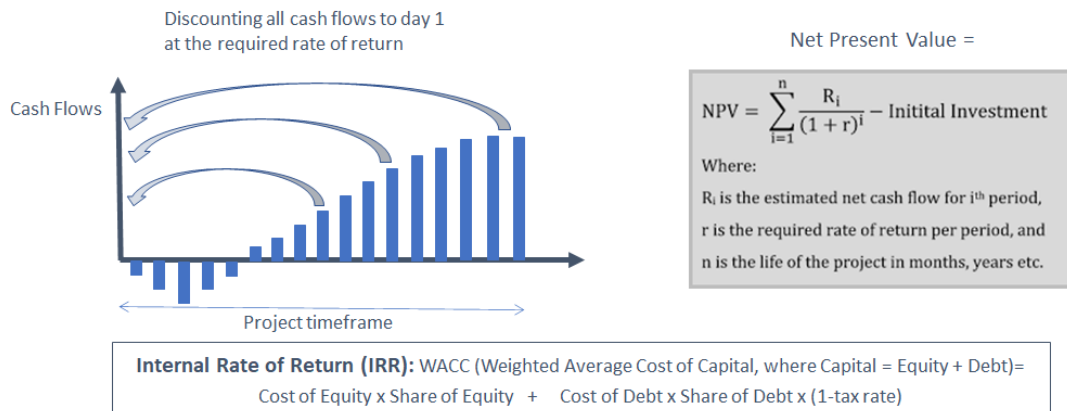 Discounting all cash flows to day 1
at the required rate of return
Cash Flows
Project timeframe
Net Present Value =
NPV = n ∑ i=1 Rᵢ/(1 + r)ⁱ − Initital Investment
Where:
Rᵢ is the estimated net cash flow for iᵗʰ period,
r is the required rate of return per period, and
n is the life of the project in months, years etc.
Internal Rate of Return (IRR): WACC (Weighted Average Cost of Capital, where Capital = Equity + Debt)=
Cost of Equity x Share of Equity + Cost of Debt x Share of Debt x (1-tax rate)